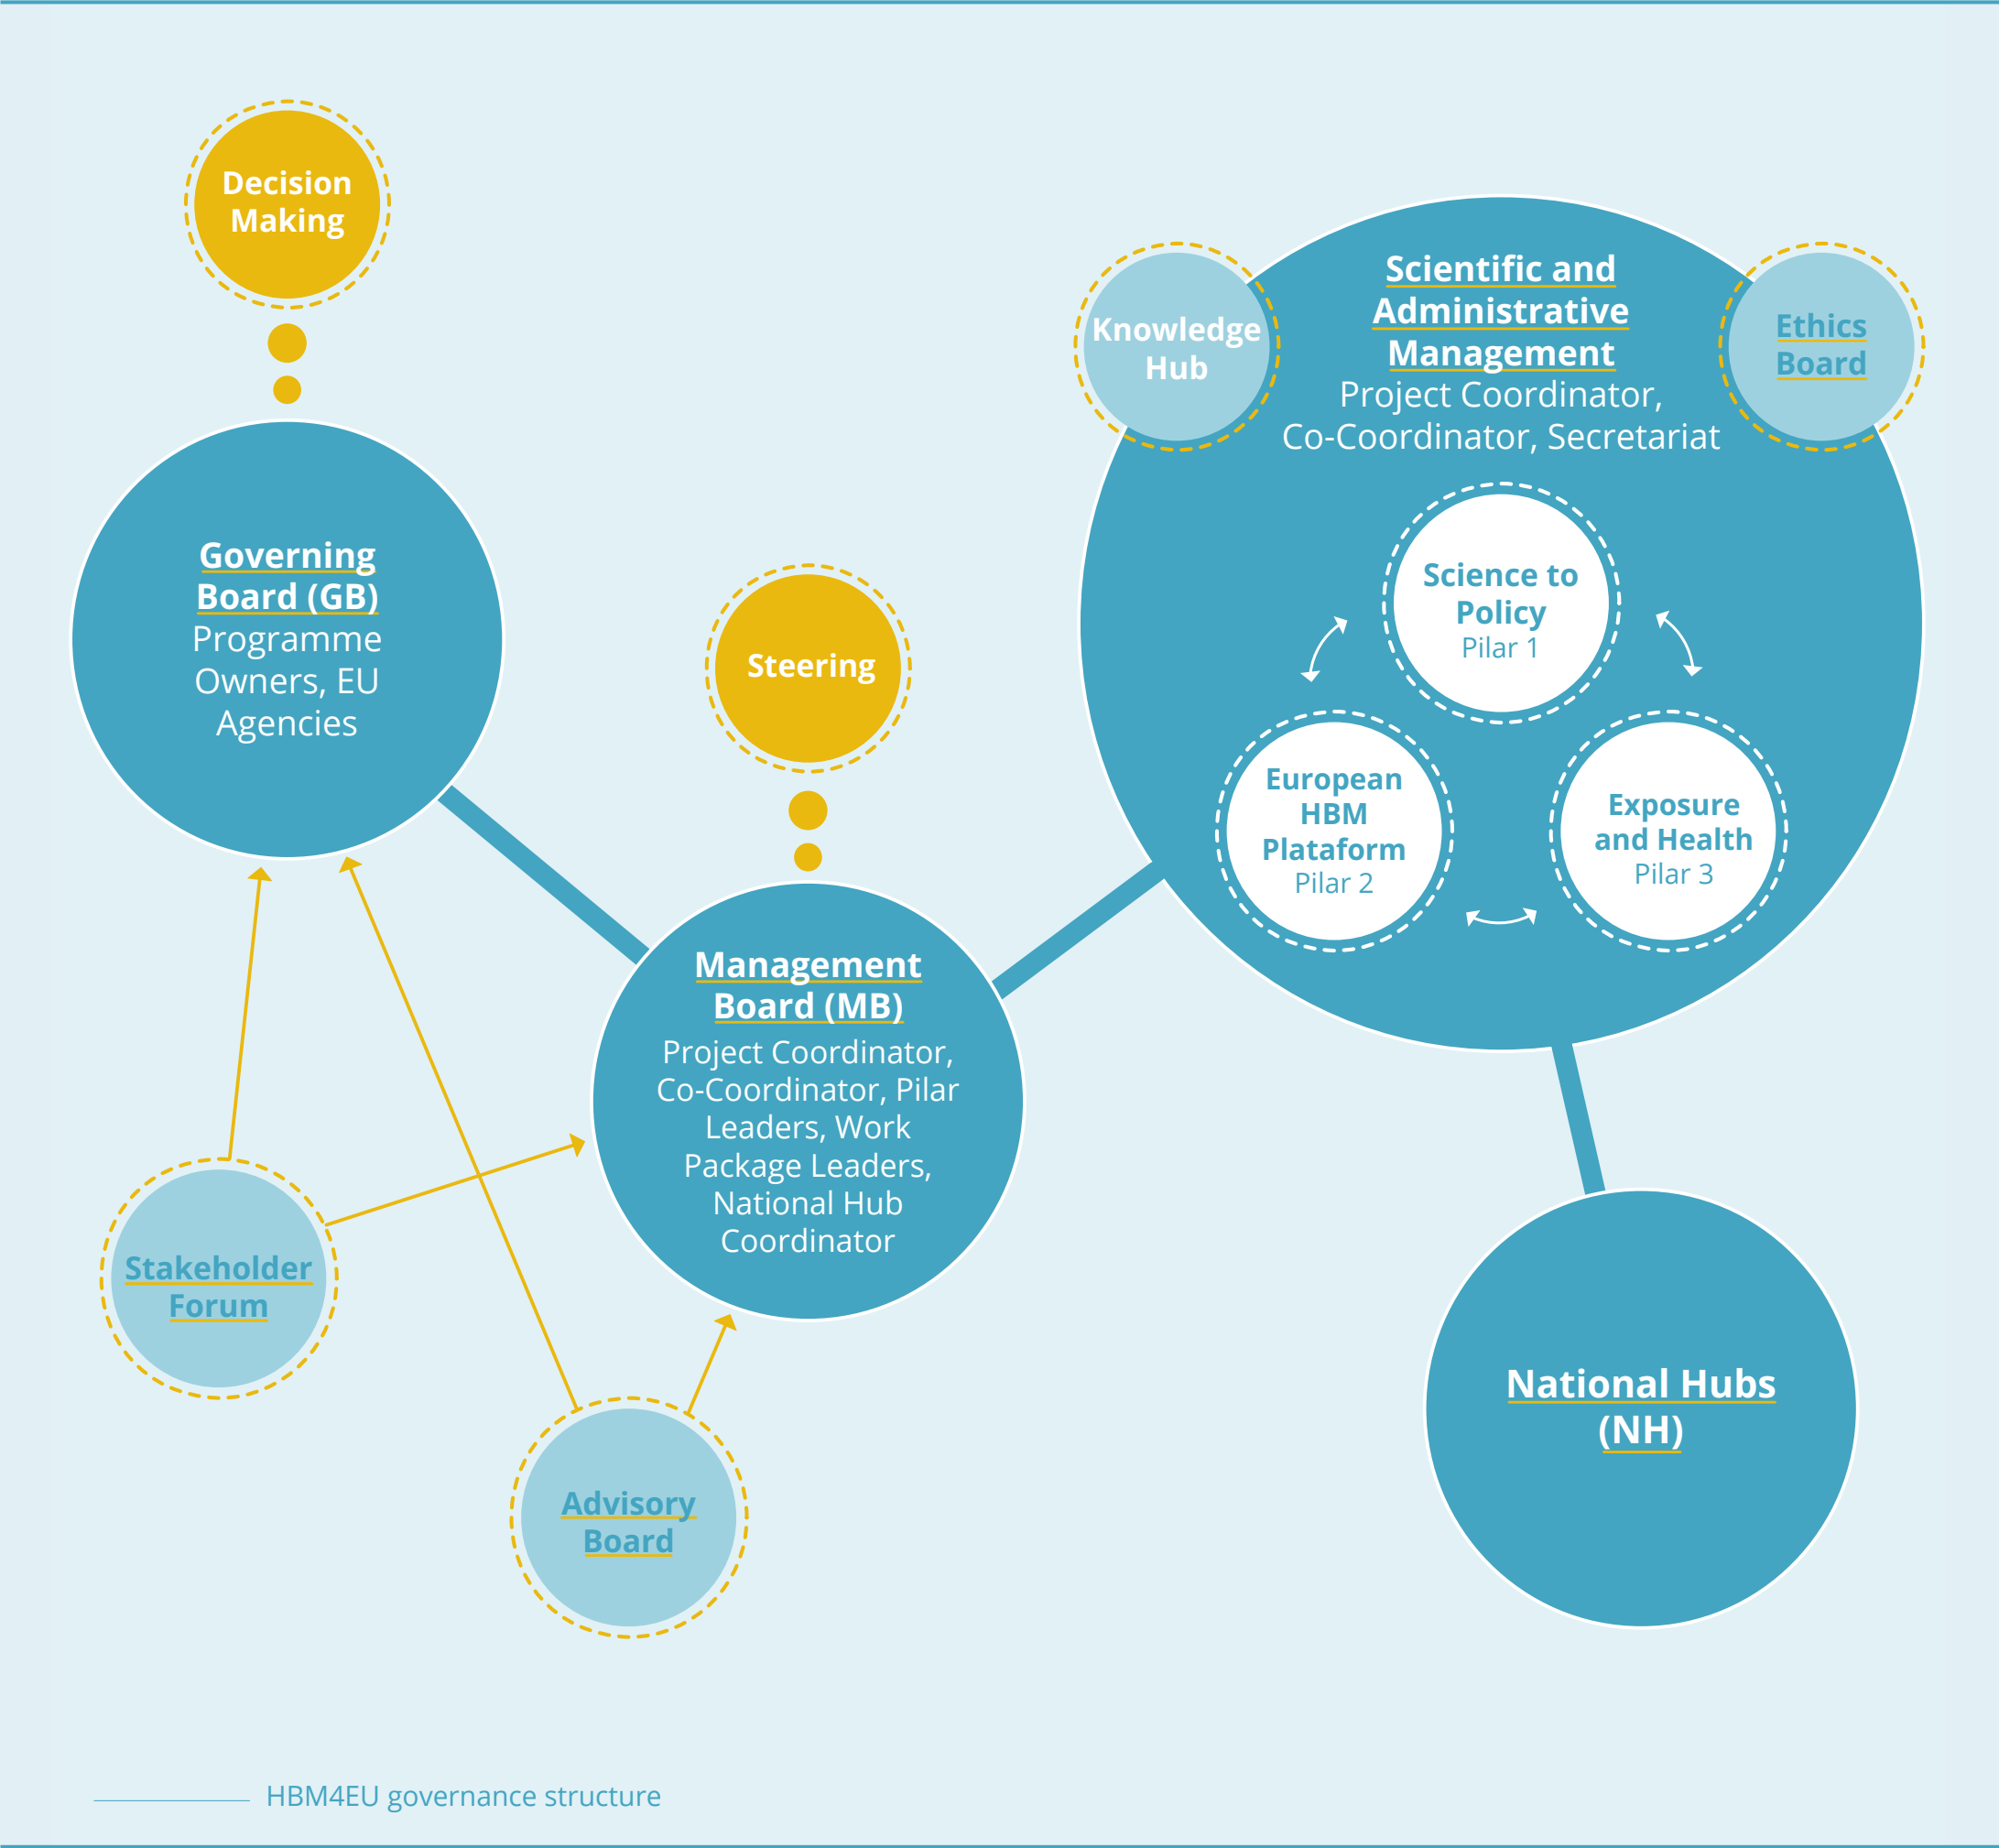 Decision
Making
Governing
Board (GB)
Programme
Owners, EU
Agencies
Steering
Management
Board (MB)
Project Coordinator,
Co-Coordinator, Pilar
Leaders, Work
Package Leaders,
National Hub
Coordinator
Stakeholder
Forum
Advisory
Board
Knowledge
Hub
Scientific and
Administrative
Management
Project Coordinator,
Co-Coordinator, Secretariat
Ethics
Board
Science to
Policy
Pilar 1
European
HBM
Plataform
Pilar 2
Exposure
and Health
Pilar 3
National Hubs
(NH)
HBM4EU governance structure